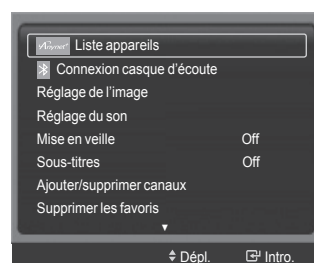 Anynet+ Liste appareils
Connexion casque d'écoute
Réglage de l'image
Réglage du son
Mise en veille Off
Sous-titres Off
Ajouter/supprimer canaux
Supprimer les favoris
Dépl. Intro.